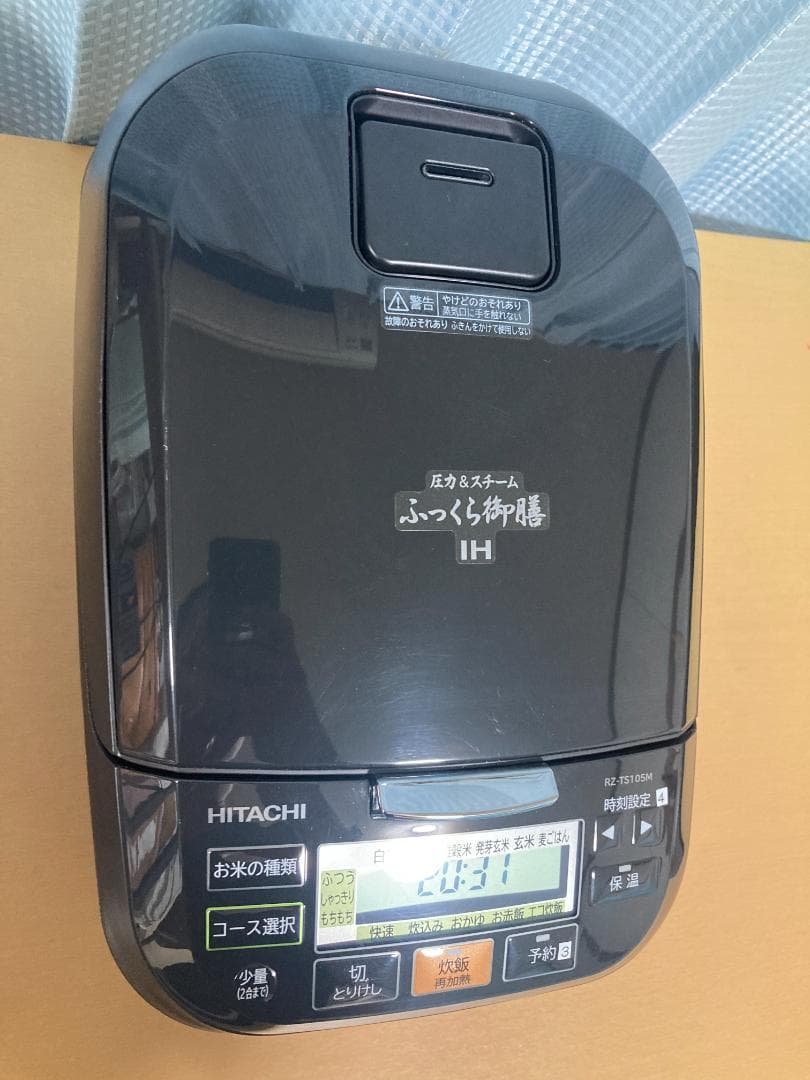 警告
やけどのおそれあり
蒸気口に手を触れない
故障のおそれあり ふきんをかけて使用しない
圧力&スチーム
ふっくら御膳
IH
RZ-TS105M
HITACHI
時刻設定 4
お米の種類
白 穀米 発芽玄米 玄米 麦ごはん
ふつう
しゃっきり
もちもち
20:31
保温
コース選択
快速 炊込み おかゆ お赤飯 エコ炊飯
少量
(2合まで)
切
とりけし
炊飯
再加熱
予約 3